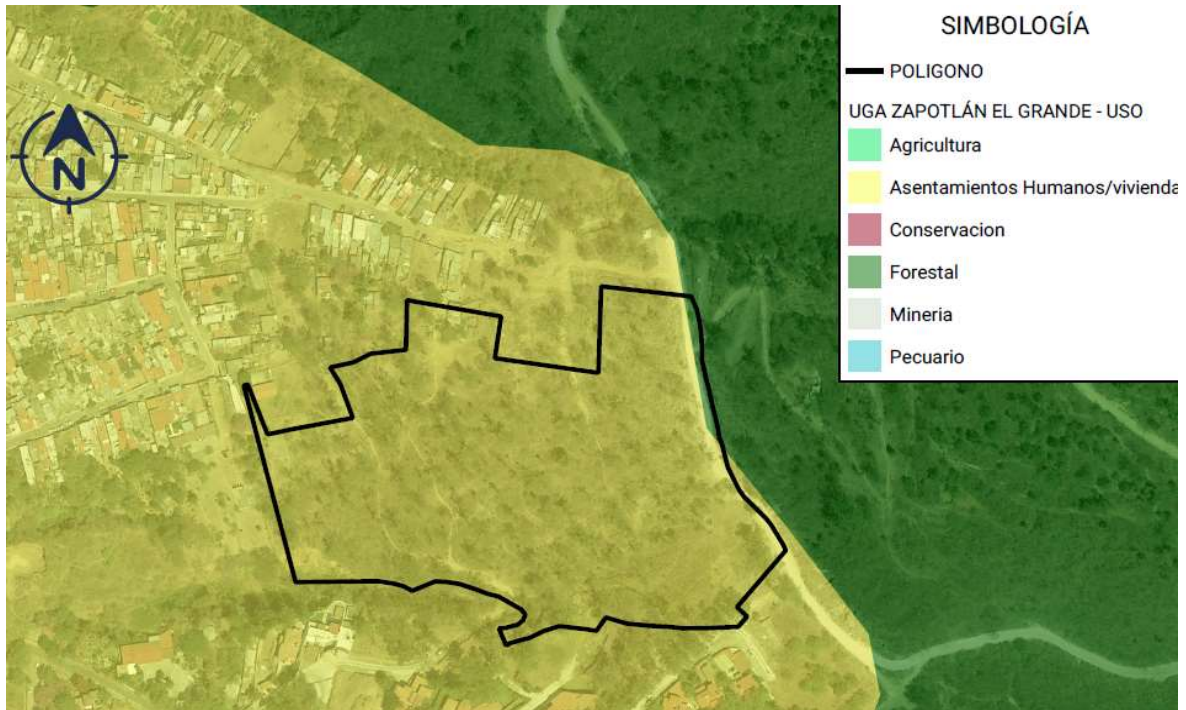 SIMBOLOGÍA
POLIGONO
UGA ZAPOTLÁN EL GRANDE - USO
Agricultura
Asentamientos Humanos/vivienda
Conservacion
Forestal
Mineria
Pecuario
N